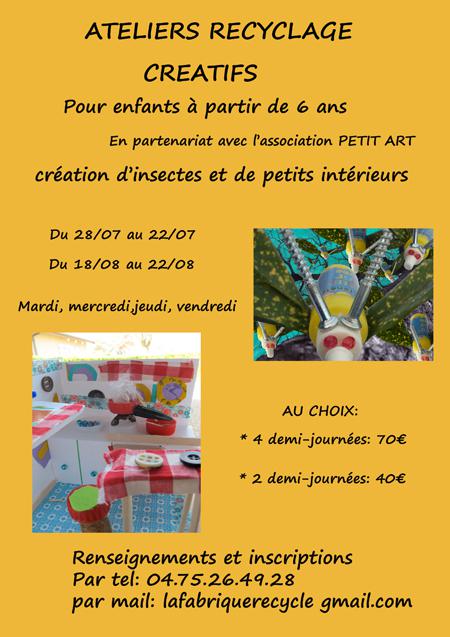 ATELIERS RECYCLAGE
CREATIFS
Pour enfants à partir de 6 ans
En partenariat avec l'association PETIT ART
création d'insectes et de petits intérieurs
Du 28/07 au 22/07
Du 18/08 au 22/08
Mardi, mercredi,jeudi, vendredi
AU CHOIX:
* 4 demi-journées: 70€
* 2 demi-journées: 40€
Renseignements et inscriptions
Par tel: 04.75.26.49.28
par mail: lafabriquerecycle gmail.com